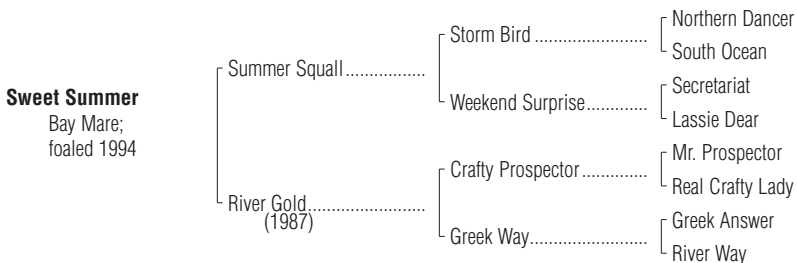 Northern Dancer
Storm Bird ......................
South Ocean
Summer Squall................
Secretariat
Weekend Surprise............
Lassie Dear
Sweet Summer
Bay Mare;
foaled 1994
Mr. Prospector
Crafty Prospector .............
Real Crafty Lady
River Gold........................
(1987)
Greek Answer
Greek Way.......................
River Way